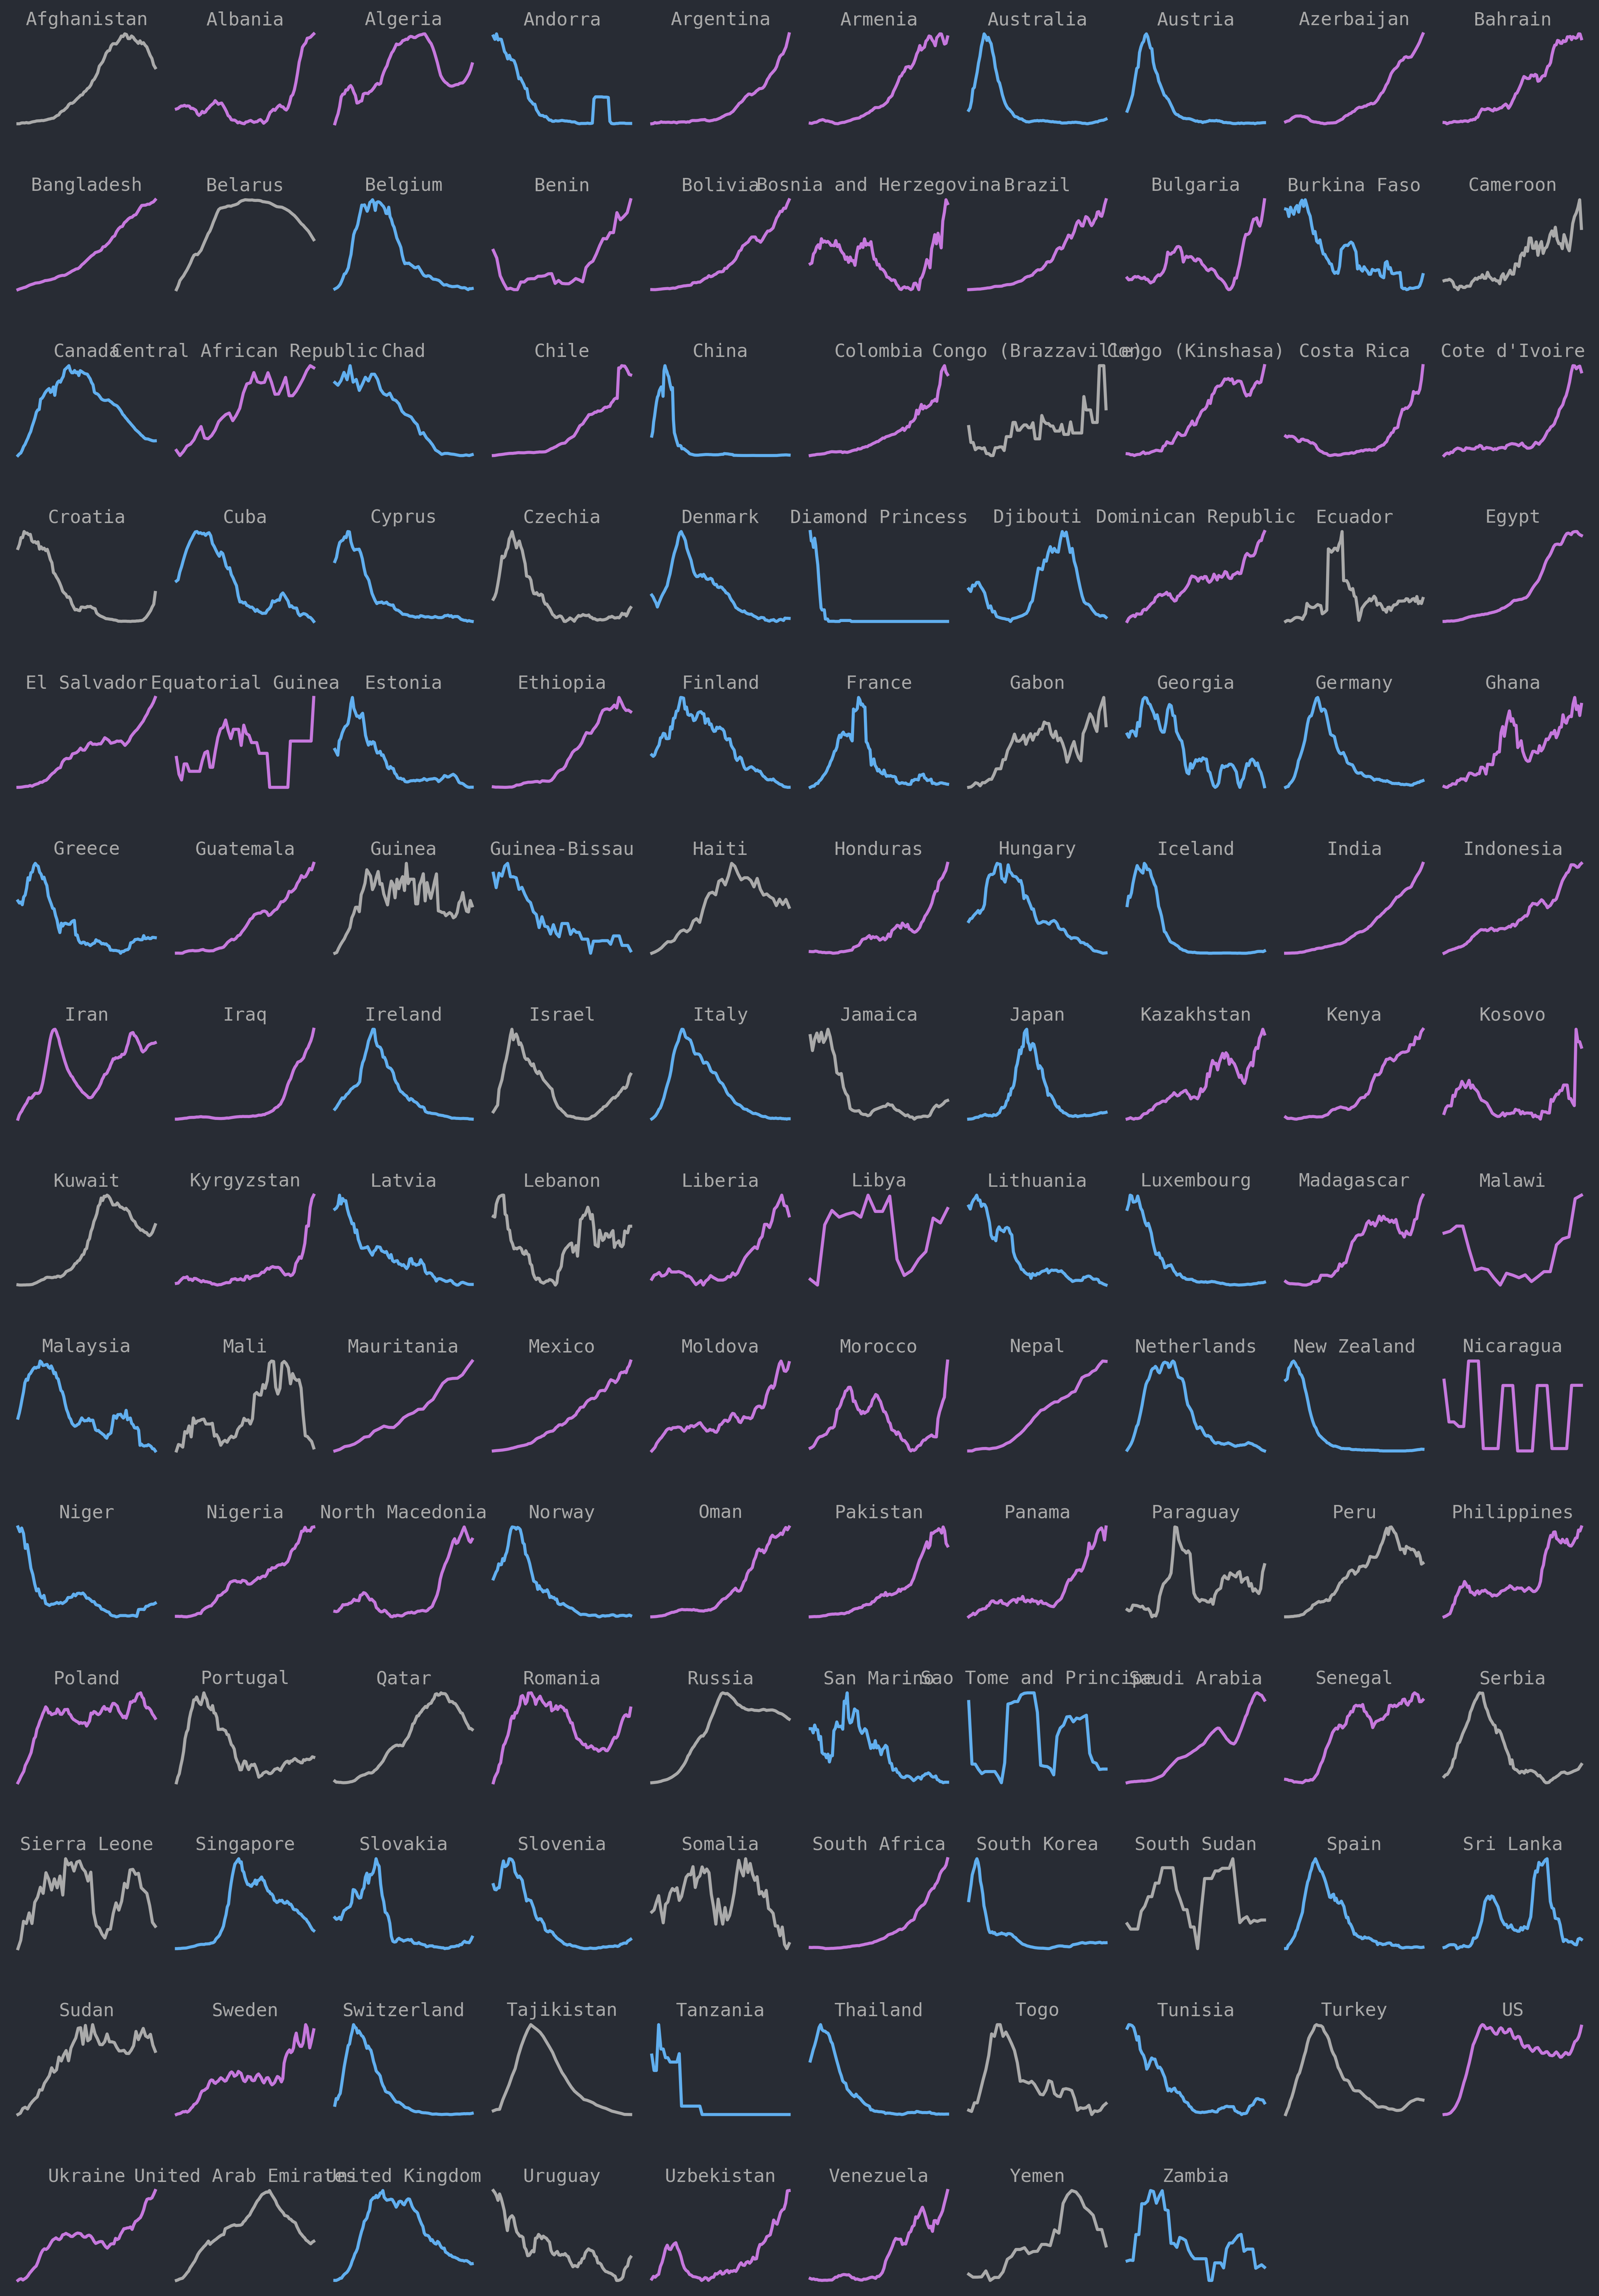 Afghanistan Albania Algeria Andorra Argentina Armenia Australia Austria Azerbaijan Bahrain
Bangladesh Belarus Belgium Benin Bolivia Bosnia and Herzegovina Brazil Bulgaria Burkina Faso Cameroon
Canada Central African Republic Chad Chile China Colombia Congo (Brazzaville) Congo (Kinshasa) Costa Rica Cote d'Ivoire
Croatia Cuba Cyprus Czechia Denmark Diamond Princess Djibouti Dominican Republic Ecuador Egypt
El Salvador Equatorial Guinea Estonia Ethiopia Finland France Gabon Georgia Germany Ghana
Greece Guatemala Guinea Guinea-Bissau Haiti Honduras Hungary Iceland India Indonesia
Iran Iraq Ireland Israel Italy Jamaica Japan Kazakhstan Kenya Kosovo
Kuwait Kyrgyzstan Latvia Lebanon Liberia Libya Lithuania Luxembourg Madagascar Malawi
Malaysia Mali Mauritania Mexico Moldova Morocco Nepal Netherlands New Zealand Nicaragua
Niger Nigeria North Macedonia Norway Oman Pakistan Panama Paraguay Peru Philippines
Poland Portugal Qatar Romania Russia San Marino Sao Tome and Principe Saudi Arabia Senegal Serbia
Sierra Leone Singapore Slovakia Slovenia Somalia South Africa South Korea South Sudan Spain Sri Lanka
Sudan Sweden Switzerland Tajikistan Tanzania Thailand Togo Tunisia Turkey US
Ukraine United Arab Emirates United Kingdom Uruguay Uzbekistan Venezuela Yemen Zambia